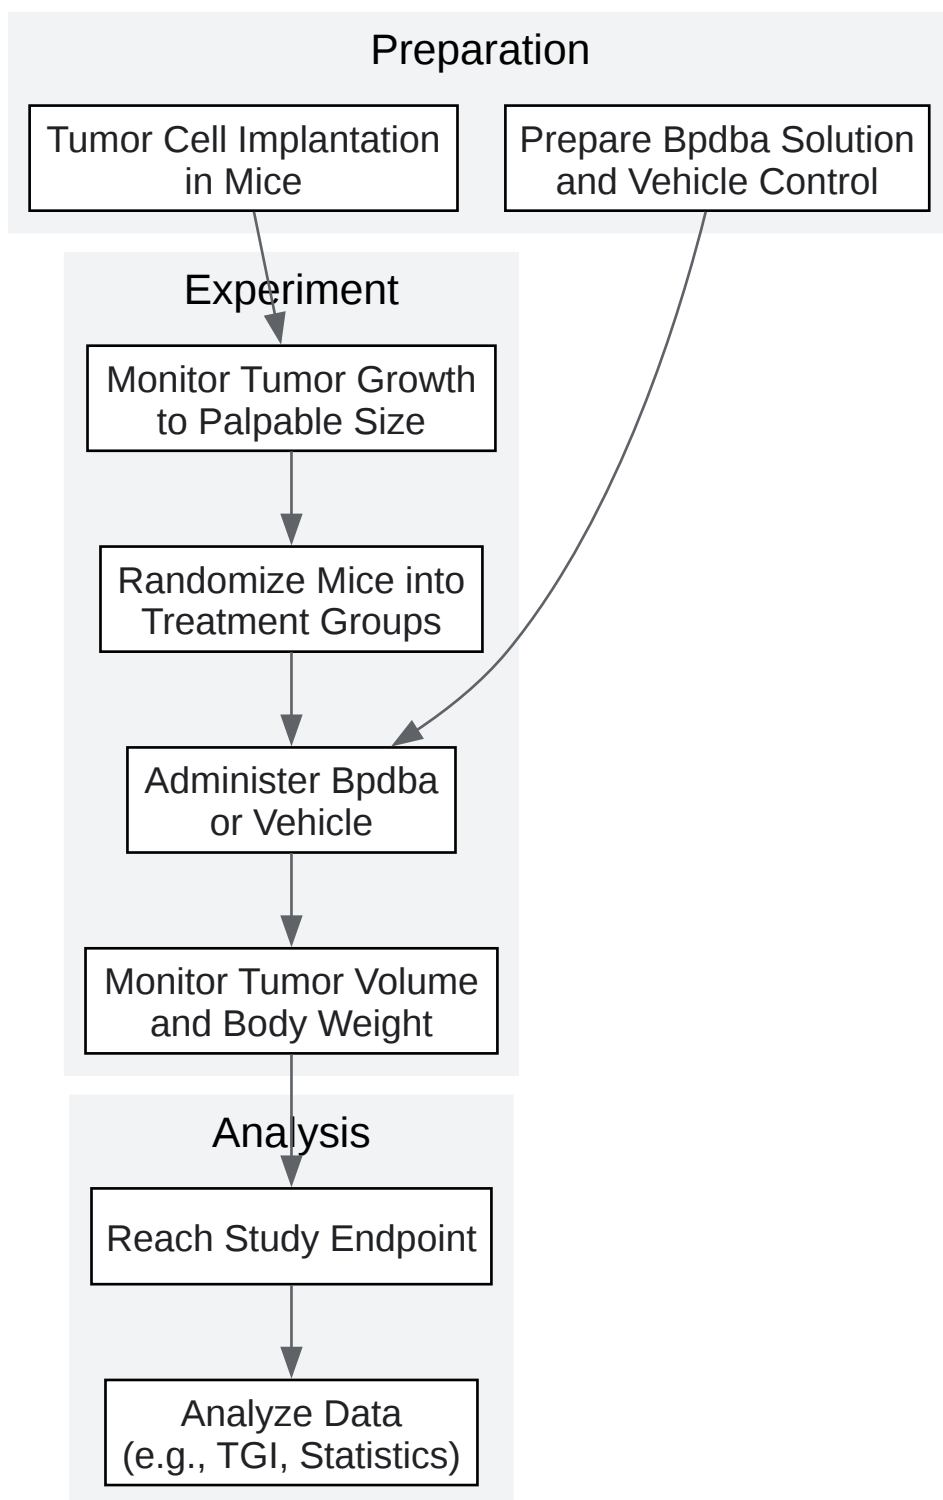 Preparation
Tumor Cell Implantation
in Mice
Prepare Bpdba Solution
and Vehicle Control
Experiment
Monitor Tumor Growth
to Palpable Size
Randomize Mice into
Treatment Groups
Administer Bpdba
or Vehicle
Monitor Tumor Volume
and Body Weight
Analysis
Reach Study Endpoint
Analyze Data
(e.g., TGI, Statistics)